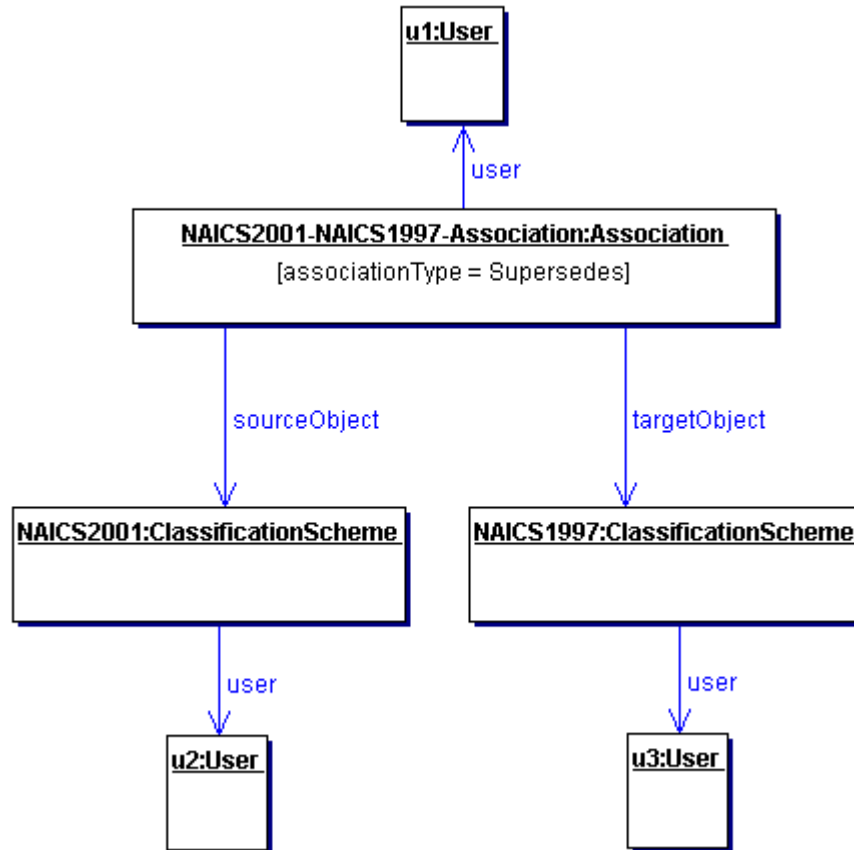 u1:User
user
NAICS2001-NAICS1997-Association:Association
[associationType = Supersedes]
sourceObject
targetObject
NAICS2001:ClassificationScheme
NAICS1997:ClassificationScheme
user
user
u2:User
u3:User